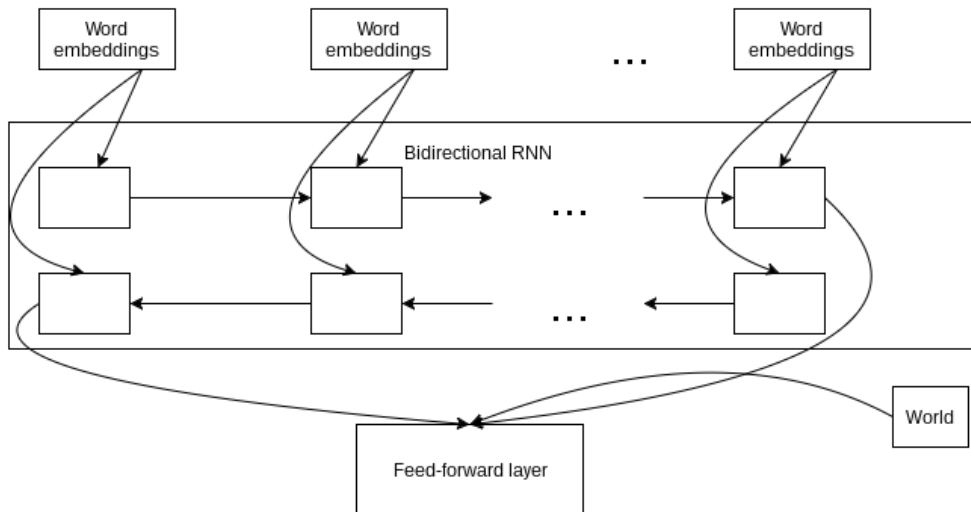 Word
embeddings
Word
embeddings
...
Word
embeddings
Bidirectional RNN
...
...
World
Feed-forward layer